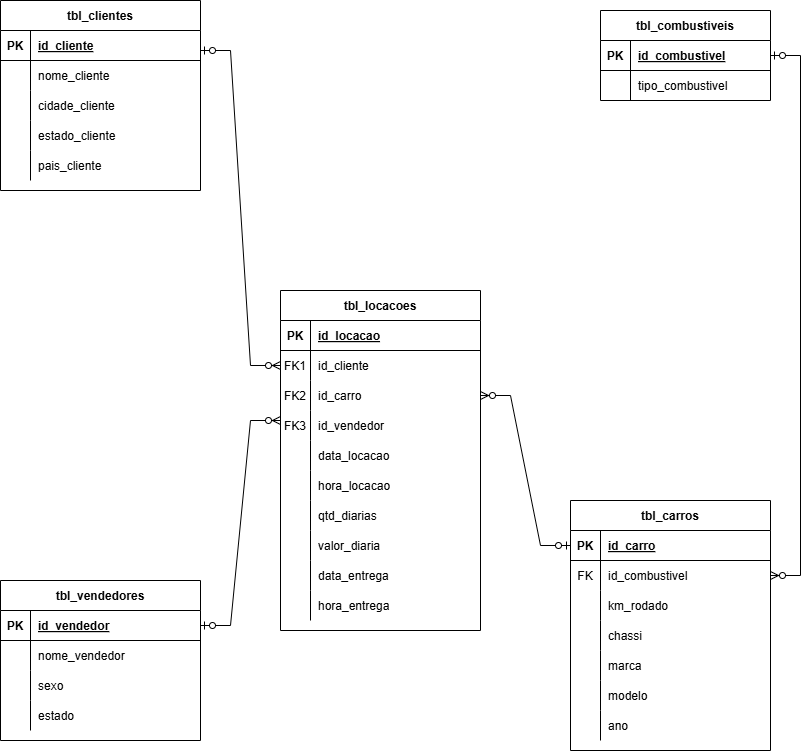 tbl_clientes
PK id_cliente
nome_cliente
cidade_cliente
estado_cliente
pais_cliente
tbl_combustiveis
PK id_combustivel
tipo_combustivel
tbl_locacoes
PK id_locacao
FK1 id_cliente
FK2 id_carro
FK3 id_vendedor
data_locacao
hora_locacao
qtd_diarias
valor_diaria
data_entrega
hora_entrega
tbl_carros
PK id_carro
FK id_combustivel
km_rodado
chassi
marca
modelo
ano
tbl_vendedores
PK id_vendedor
nome_vendedor
sexo
estado